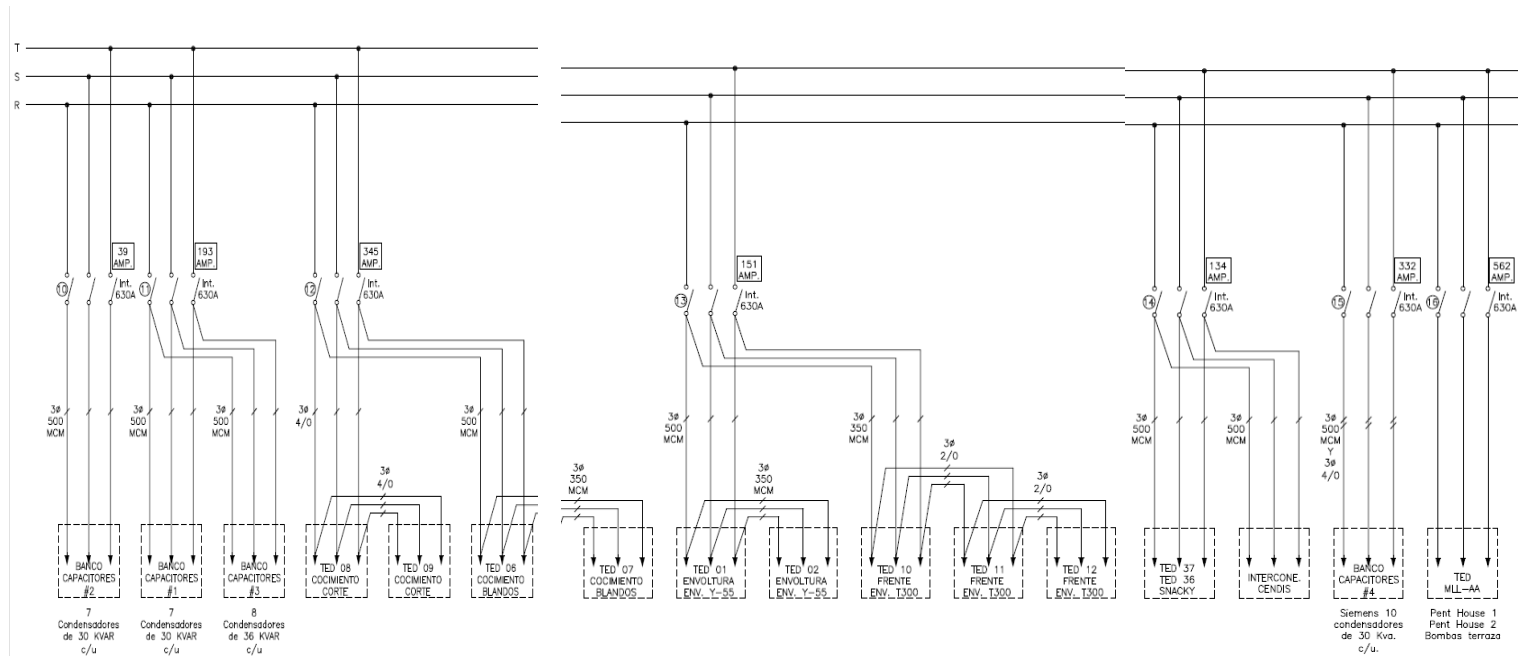 T
S
R
39
AMP.
Int.
630A
10
193
AMP.
Int.
630A
11
345
AMP.
Int.
630A
12
151
AMP.
Int.
630A
13
134
AMP.
Int.
630A
14
332
AMP.
Int.
630A
15
562
AMP.
Int.
630A
16
3ø
500
MCM
3ø
500
MCM
3ø
500
MCM
3ø
4/0
3ø
500
MCM
3ø
500
MCM
3ø
350
MCM
3ø
500
MCM
3ø
500
MCM
3ø
500
MCM
Y
3ø
4/0
3ø
4/0
3ø
350
MCM
3ø
350
MCM
3ø
2/0
3ø
2/0
BANCO
CAPACITORES
#2
BANCO
CAPACITORES
#1
BANCO
CAPACITORES
#3
TED 08
COCIMIENTO
CORTE
TED 09
COCIMIENTO
CORTE
TED 06
COCIMIENTO
BLANDOS
TED 07
COCIMIENTO
BLANDOS
TED 01
ENVOLTURA
ENV. Y-55
TED 02
ENVOLTURA
ENV. Y-55
TED 10
FRENTE
ENV. T300
TED 11
FRENTE
ENV. T300
TED 12
FRENTE
ENV. T300
TED 37
TED 36
SNACKY
INTERCONE.
CENDIS
BANCO
CAPACITORES
#4
TED
MLL-AA
7
Condensadores
de 30 KVAR
c/u
7
Condensadores
de 30 KVAR
c/u
8
Condensadores
de 36 KVAR
c/u
Siemens 10
condensadores
de 30 Kva.
c/u.
Pent House 1
Pent House 2
Bombas terraza